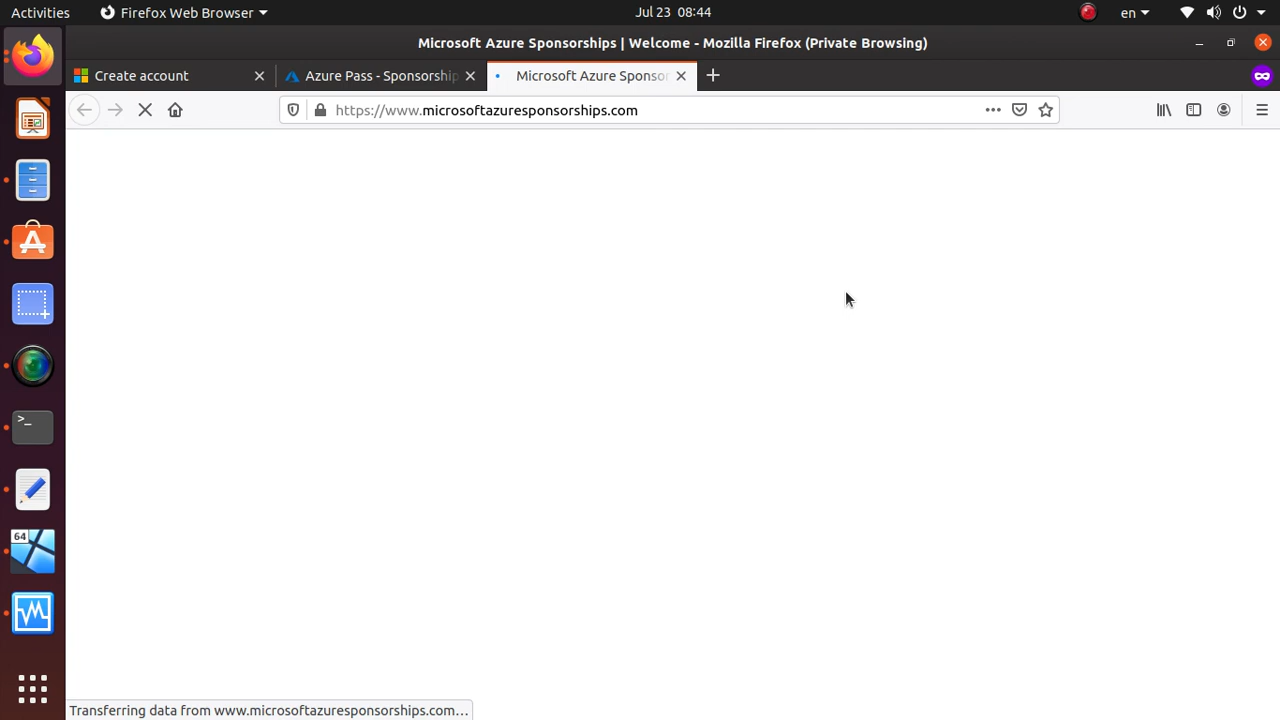 Activities
Firefox Web Browser
Jul 23 08:44
en
Microsoft Azure Sponsorships | Welcome - Mozilla Firefox (Private Browsing)
Create account
Azure Pass - Sponsorship
Microsoft Azure Sponsor
https://www.microsoftazuresponsorships.com
>_
64
Transferring data from www.microsoftazuresponsorships.com…